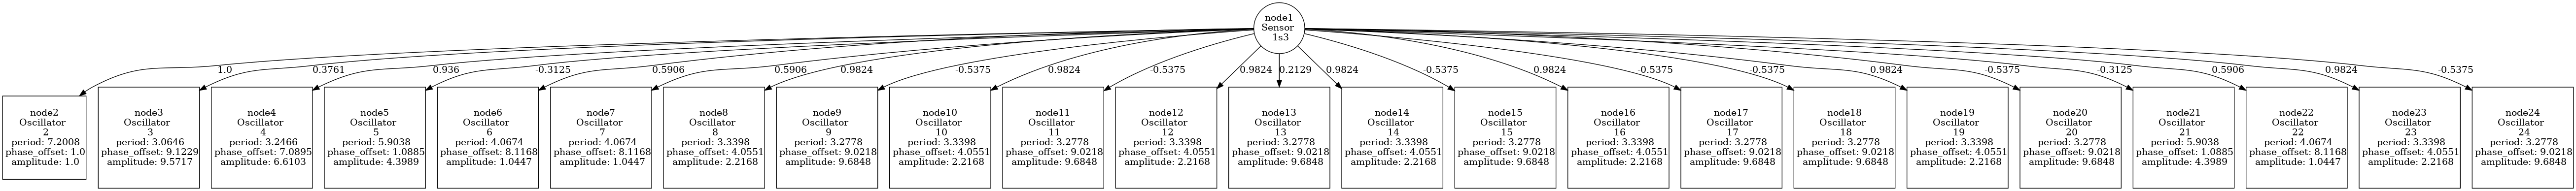 node1
Sensor
1s3
1.0
0.3761
0.936
-0.3125
0.5906
0.5906
0.9824
-0.5375
0.9824
-0.5375
0.9824
0.2129
0.9824
-0.5375
0.9824
-0.5375
-0.5375
0.9824
-0.5375
-0.3125
0.5906
0.9824
-0.5375
node2
Oscillator
2
period: 7.2008
phase_offset: 1.0
amplitude: 1.0
node3
Oscillator
3
period: 3.0646
phase_offset: 9.1229
amplitude: 9.5717
node4
Oscillator
4
period: 3.2466
phase_offset: 7.0895
amplitude: 6.6103
node5
Oscillator
5
period: 5.9038
phase_offset: 1.0885
amplitude: 4.3989
node6
Oscillator
6
period: 4.0674
phase_offset: 8.1168
amplitude: 1.0447
node7
Oscillator
7
period: 4.0674
phase_offset: 8.1168
amplitude: 1.0447
node8
Oscillator
8
period: 3.3398
phase_offset: 4.0551
amplitude: 2.2168
node9
Oscillator
9
period: 3.2778
phase_offset: 9.0218
amplitude: 9.6848
node10
Oscillator
10
period: 3.3398
phase_offset: 4.0551
amplitude: 2.2168
node11
Oscillator
11
period: 3.2778
phase_offset: 9.0218
amplitude: 9.6848
node12
Oscillator
12
period: 3.3398
phase_offset: 4.0551
amplitude: 2.2168
node13
Oscillator
13
period: 3.2778
phase_offset: 9.0218
amplitude: 9.6848
node14
Oscillator
14
period: 3.3398
phase_offset: 4.0551
amplitude: 2.2168
node15
Oscillator
15
period: 3.2778
phase_offset: 9.0218
amplitude: 9.6848
node16
Oscillator
16
period: 3.3398
phase_offset: 4.0551
amplitude: 2.2168
node17
Oscillator
17
period: 3.2778
phase_offset: 9.0218
amplitude: 9.6848
node18
Oscillator
18
period: 3.2778
phase_offset: 9.0218
amplitude: 9.6848
node19
Oscillator
19
period: 3.3398
phase_offset: 4.0551
amplitude: 2.2168
node20
Oscillator
20
period: 3.2778
phase_offset: 9.0218
amplitude: 9.6848
node21
Oscillator
21
period: 5.9038
phase_offset: 1.0885
amplitude: 4.3989
node22
Oscillator
22
period: 4.0674
phase_offset: 8.1168
amplitude: 1.0447
node23
Oscillator
23
period: 3.3398
phase_offset: 4.0551
amplitude: 2.2168
node24
Oscillator
24
period: 3.2778
phase_offset: 9.0218
amplitude: 9.6848